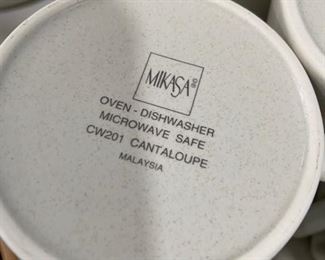 MIKASA
OVEN - DISHWASHER
MICROWAVE SAFE
CW201 CANTALOUPE
MALAYSIA